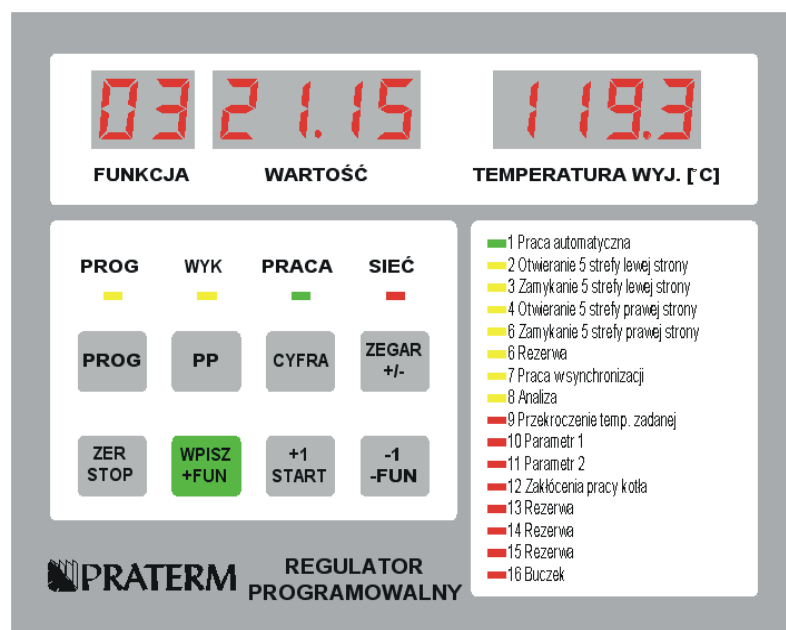 03 21.15 119.3
FUNKCJA WARTOŚĆ TEMPERATURA WYJ. [°C]
PROG WYK PRACA SIEĆ
PROG PP CYFRA ZEGAR +/-
ZER STOP WPISZ +FUN +1 START -1 -FUN
1 Praca automatyczna
2 Otwieranie 5 strefy lewej strony
3 Zamykanie 5 strefy lewej strony
4 Otwieranie 5 strefy prawej strony
6 Zamykanie 5 strefy prawej strony
6 Rezerwa
7 Praca w synchronizacji
8 Analiza
9 Przekroczenie temp. zadanej
10 Parametr 1
11 Parametr 2
12 Zakłócenia pracy kotła
13 Rezerwa
14 Rezerwa
15 Rezerwa
16 Buczek
PRATERM
REGULATOR
PROGRAMOWALNY